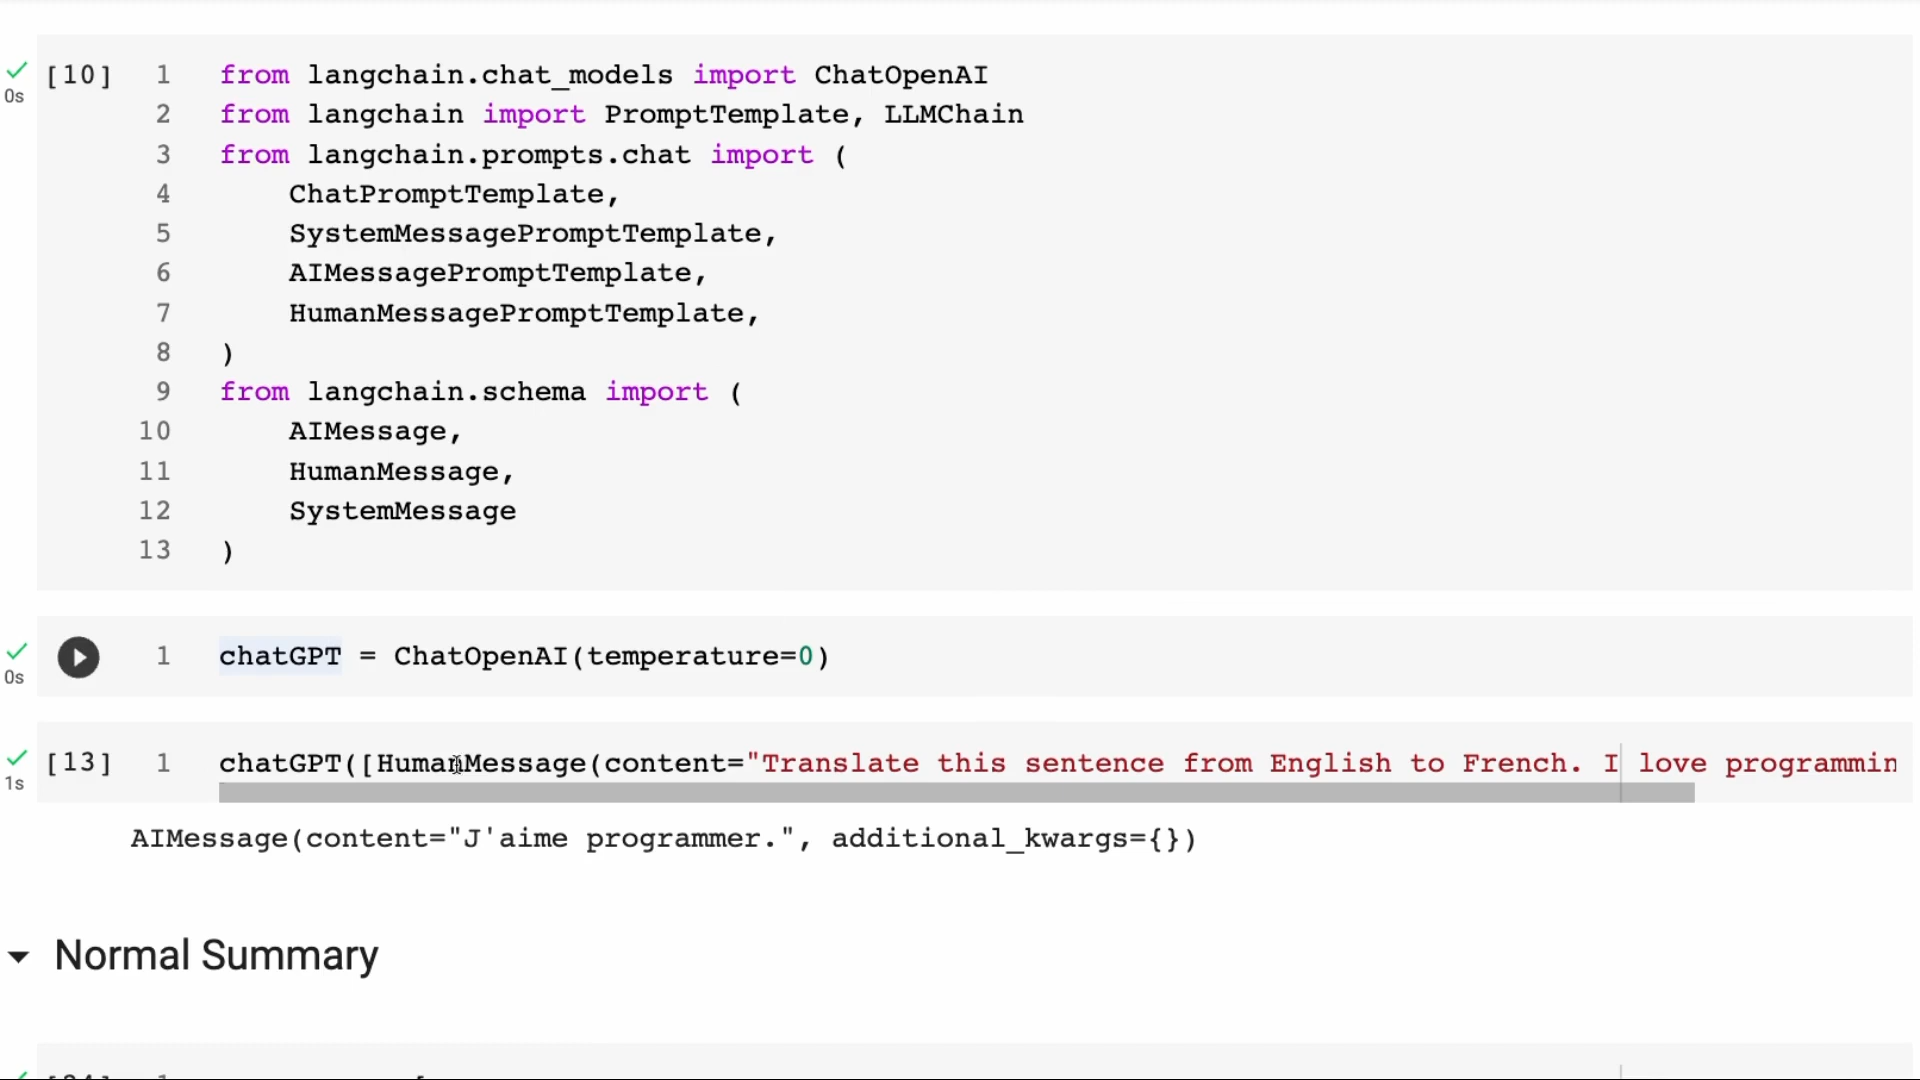 [10] 1 from langchain.chat_models import ChatOpenAI
0s 2 from langchain import PromptTemplate, LLMChain
3 from langchain.prompts.chat import (
4 ChatPromptTemplate,
5 SystemMessagePromptTemplate,
6 AIMessagePromptTemplate,
7 HumanMessagePromptTemplate,
8 )
9 from langchain.schema import (
10 AIMessage,
11 HumanMessage,
12 SystemMessage
13 )
1 chatGPT = ChatOpenAI(temperature=0)
0s
[13] 1 chatGPT([HumanMessage(content="Translate this sentence from English to French. I love programmin
1s
AIMessage(content="J'aime programmer.", additional_kwargs={})
Normal Summary